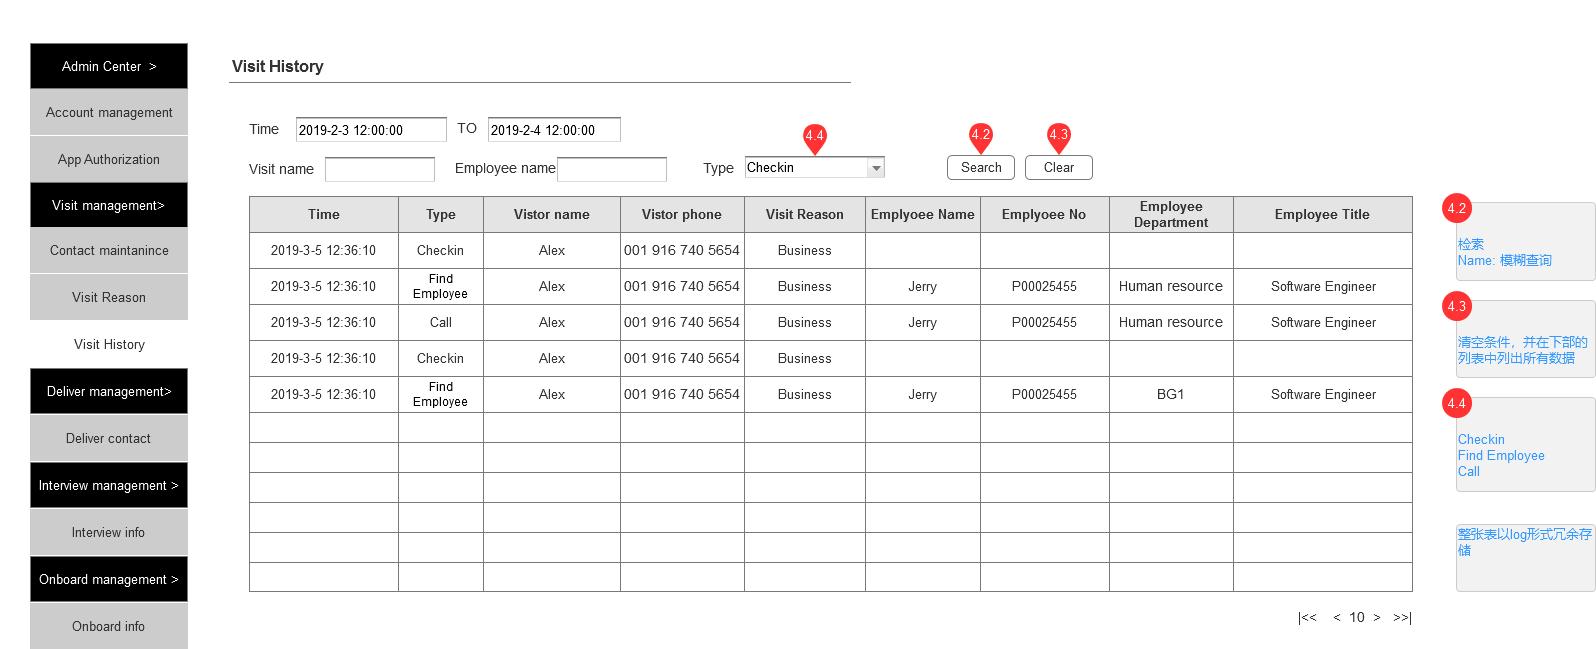 Admin Center >
Account management
App Authorization
Visit management>
Contact maintanince
Visit Reason
Visit History
Deliver management>
Deliver contact
Interview management >
Interview info
Onboard management >
Onboard info
Visit History
Time 2019-2-3 12:00:00 TO 2019-2-4 12:00:00
4.4 4.2 4.3
Visit name Employee name Type Checkin Search Clear
Time Type Vistor name Vistor phone Visit Reason Emplyoee Name Emplyoee No Employee Department Employee Title
2019-3-5 12:36:10 Checkin Alex 001 916 740 5654 Business
2019-3-5 12:36:10 Find Employee Alex 001 916 740 5654 Business Jerry P00025455 Human resource Software Engineer
2019-3-5 12:36:10 Call Alex 001 916 740 5654 Business Jerry P00025455 Human resource Software Engineer
2019-3-5 12:36:10 Checkin Alex 001 916 740 5654 Business
2019-3-5 12:36:10 Find Employee Alex 001 916 740 5654 Business Jerry P00025455 BG1 Software Engineer
|<< < 10 > >>|
4.2
检索
Name: 模糊查询
4.3
清空条件，并在下部的
列表中列出所有数据
4.4
Checkin
Find Employee
Call
整张表以log形式冗余存
储